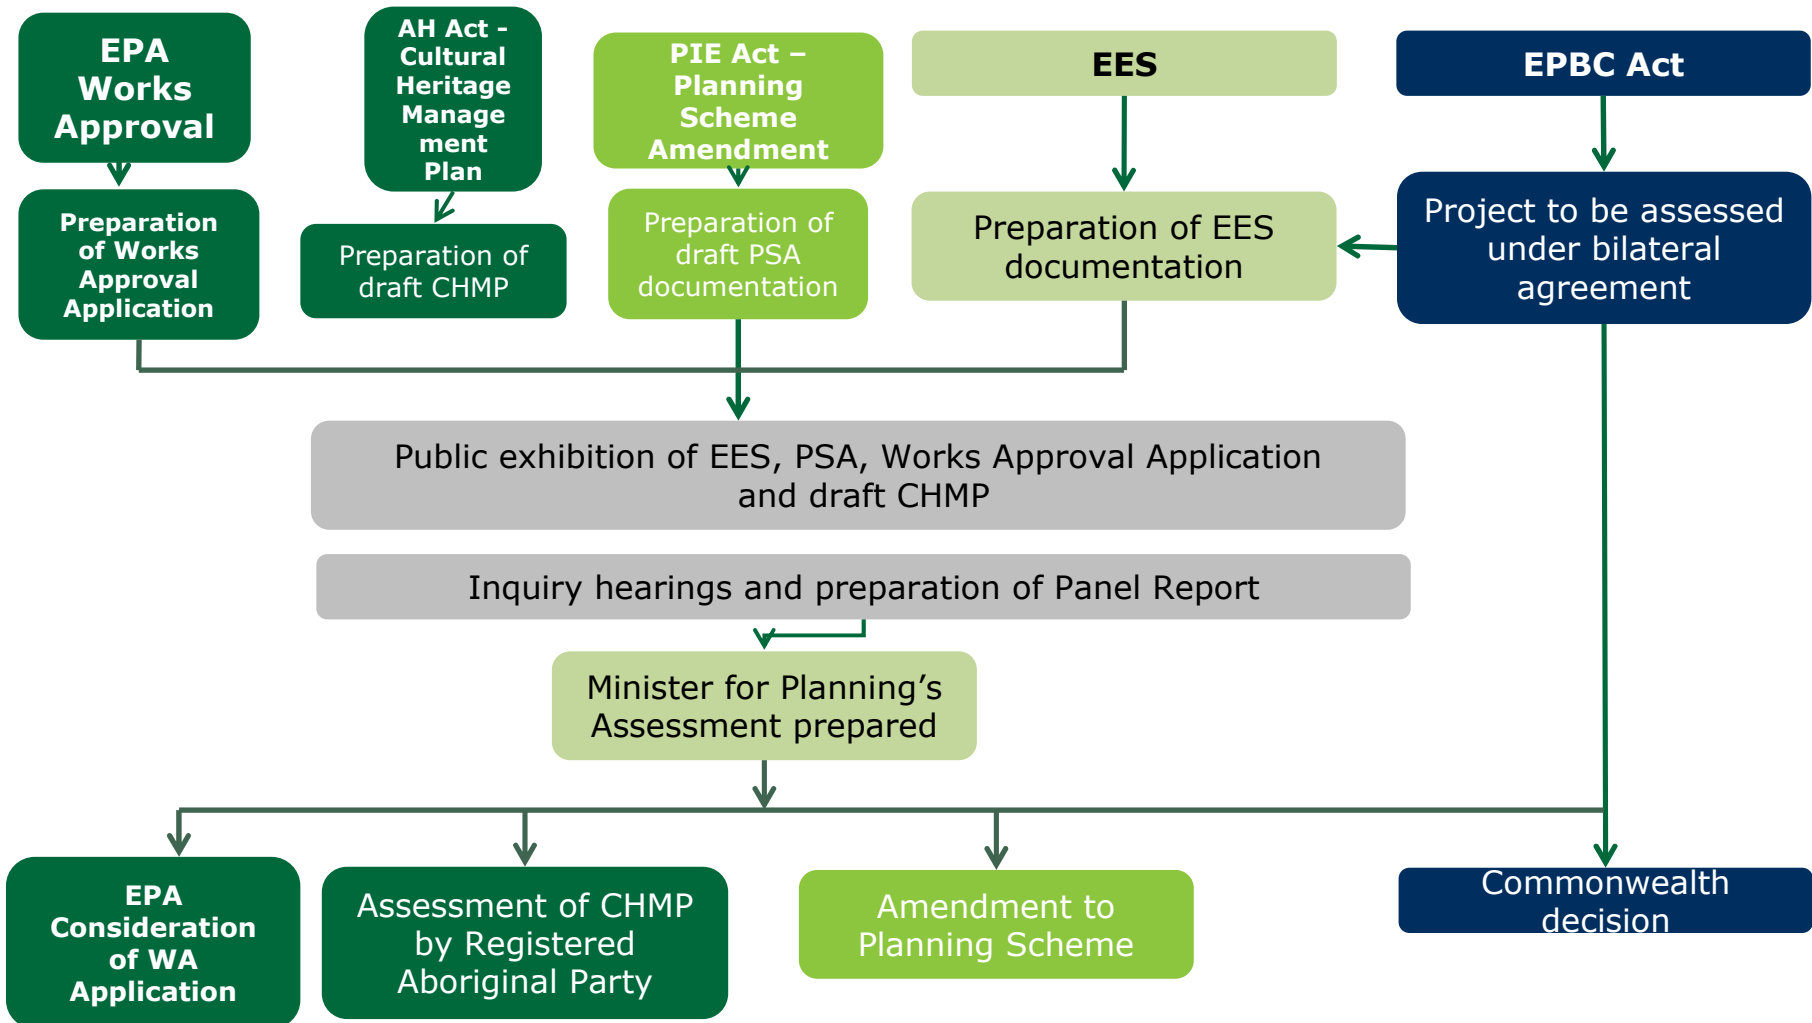 EPA
Works
Approval
AH Act -
Cultural
Heritage
Manage
ment
Plan
PIE Act –
Planning
Scheme
Amendment
EES
EPBC Act
Preparation
of Works
Approval
Application
Preparation of
draft CHMP
Preparation of
draft PSA
documentation
Preparation of EES
documentation
Project to be assessed
under bilateral
agreement
Public exhibition of EES, PSA, Works Approval Application
and draft CHMP
Inquiry hearings and preparation of Panel Report
Minister for Planning’s
Assessment prepared
EPA
Consideration
of WA
Application
Assessment of CHMP
by Registered
Aboriginal Party
Amendment to
Planning Scheme
Commonwealth
decision